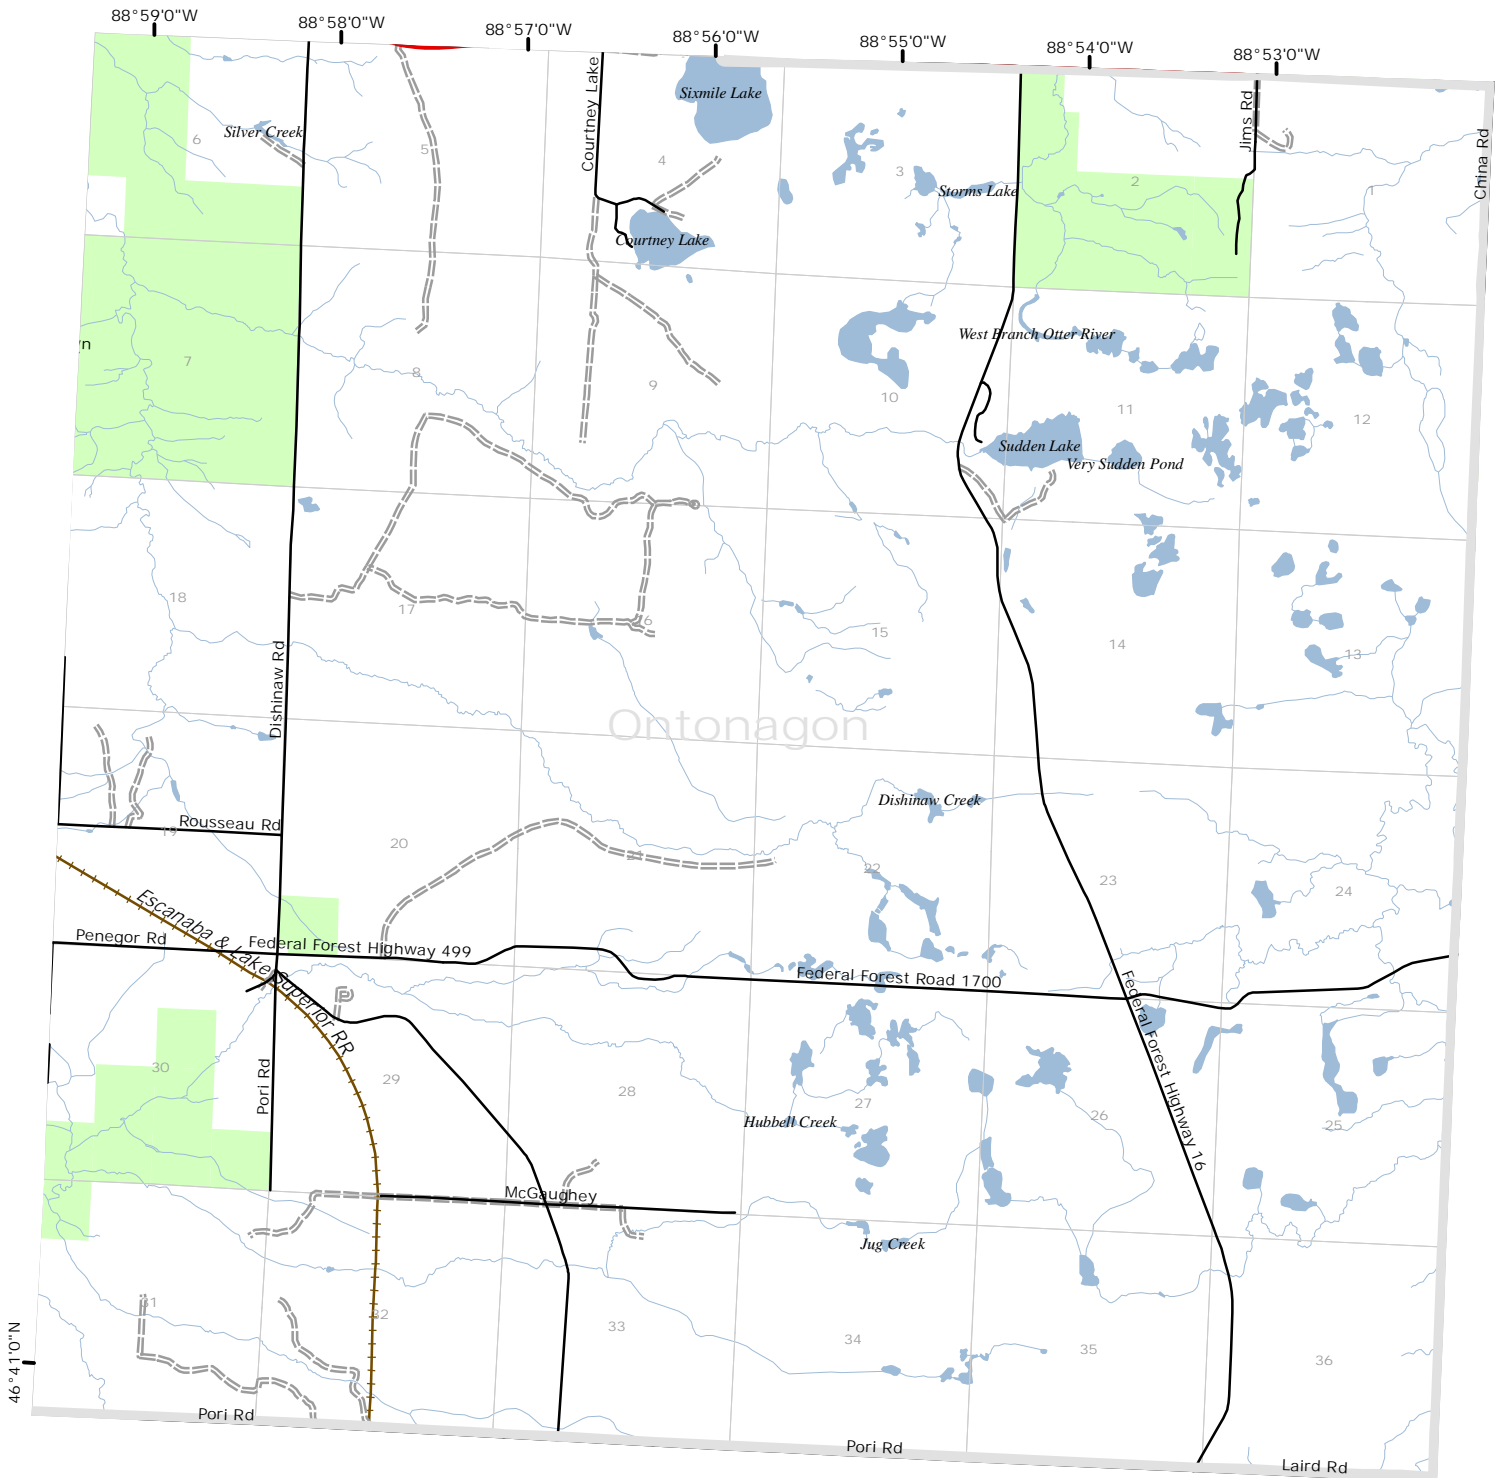 88°59'0"W
88°58'0"W
88°57'0"W
88°56'0"W
88°55'0"W
88°54'0"W
88°53'0"W
Courtney Lake
Sixmile Lake
Jims Rd
China Rd
Silver Creek
6
5
4
3
2
1
Storms Lake
Courtney Lake
West Branch Otter River
7
8
9
10
11
12
Sudden Lake
Very Sudden Pond
18
17
16
15
14
13
Dishinaw Rd
Ontonagon
Dishinaw Creek
Rousseau Rd
19
20
21
22
23
24
Escanaba & Lake Superior RR
Penegor Rd
Federal Forest Highway 499
Federal Forest Road 1700
Federal Forest Highway 16
30
29
28
27
26
25
Pori Rd
Hubbell Creek
McGaughey
Jug Creek
31
32
33
34
35
36
46°41'0"N
Pori Rd
Pori Rd
Laird Rd